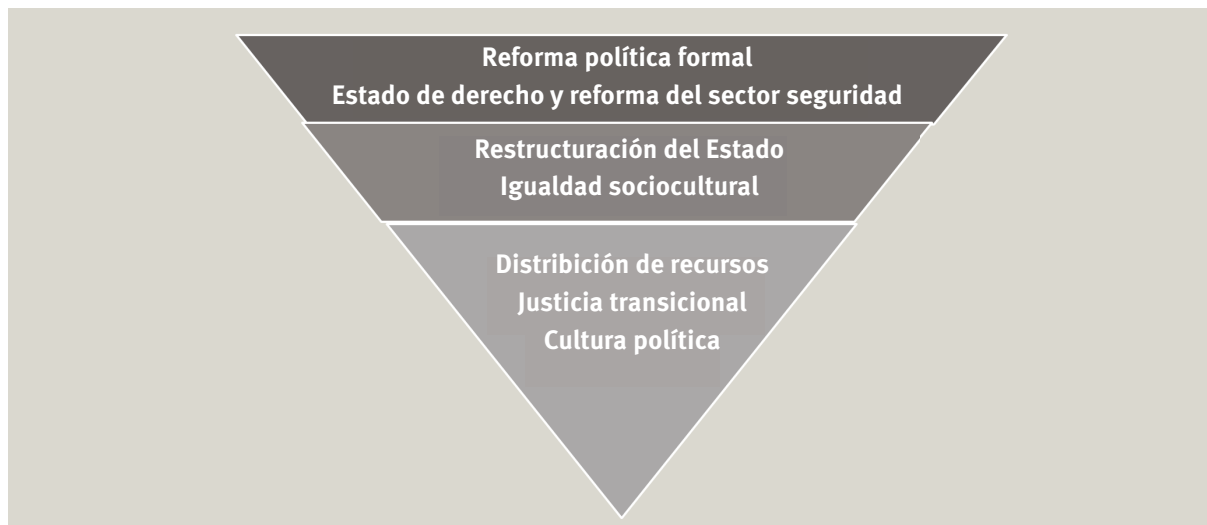 Reforma política formal
Estado de derecho y reforma del sector seguridad
Restructuración del Estado
Igualdad sociocultural
Distribición de recursos
Justicia transicional
Cultura política